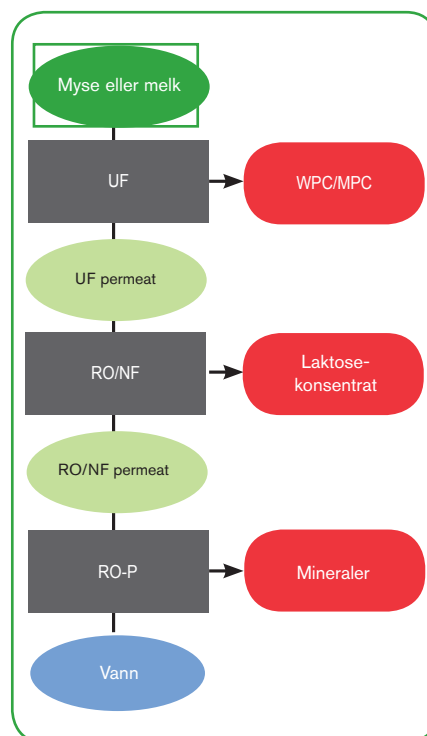 Myse eller melk
UF
WPC/MPC
UF permeat
RO/NF
Laktose-
konsentrat
RO/NF permeat
RO-P
Mineraler
Vann